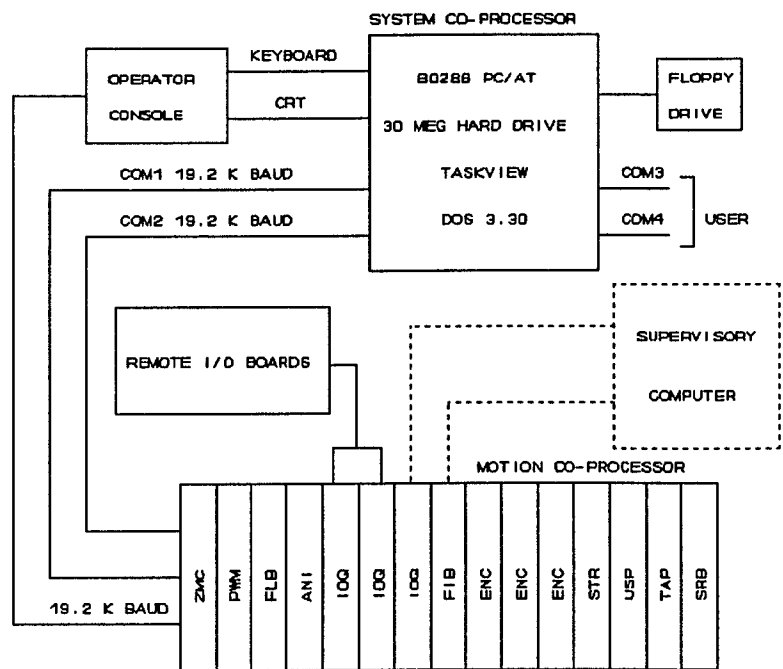 SYSTEM CO-PROCESSOR
OPERATOR
CONSOLE
KEYBOARD
CRT
80286 PC/AT
30 MEG HARD DRIVE
TASKVIEW
DOS 3.30
FLOPPY
DRIVE
COM1 19.2 K BAUD
COM2 19.2 K BAUD
COM3
COM4
USER
REMOTE I/O BOARDS
SUPERVISORY
COMPUTER
MOTION CO-PROCESSOR
ZMC
PWM
FLB
ANI
IOQ
IOQ
IOQ
FIB
ENC
ENC
ENC
STR
USP
TAP
SRB
19.2 K BAUD